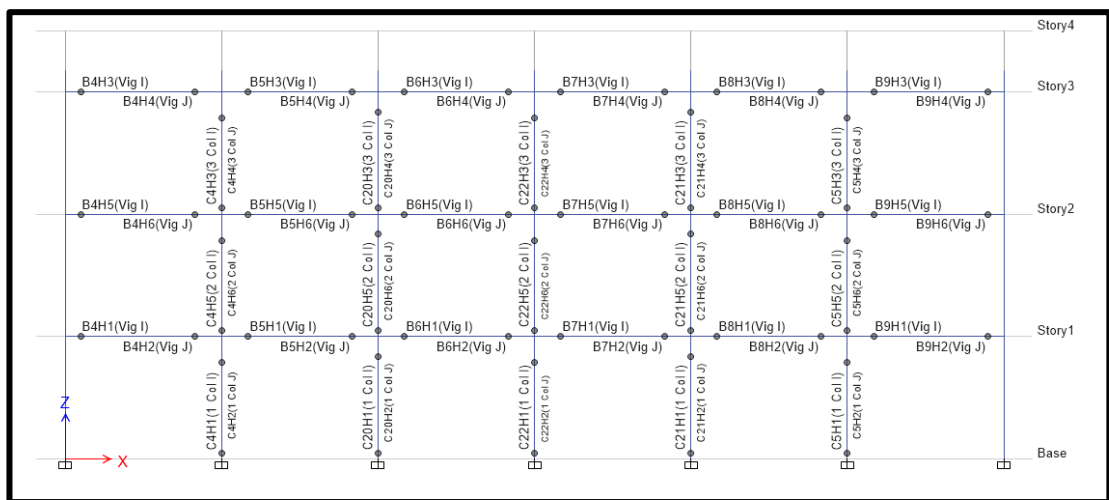 Story4
B4H3(Vig I) B5H3(Vig I) B6H3(Vig I) B7H3(Vig I) B8H3(Vig I) B9H3(Vig I)
Story3
B4H4(Vig J) B5H4(Vig J) B6H4(Vig J) B7H4(Vig J) B8H4(Vig J) B9H4(Vig J)
C4H3(3 Col I)
C4H4(3 Col J)
C20H3(3 Col I)
C20H4(3 Col J)
C22H3(3 Col I)
C22H4(3 Col J)
C21H3(3 Col I)
C21H4(3 Col J)
C5H3(3 Col I)
C5H4(3 Col J)
B4H5(Vig I) B5H5(Vig I) B6H5(Vig I) B7H5(Vig I) B8H5(Vig I) B9H5(Vig I)
Story2
B4H6(Vig J) B5H6(Vig J) B6H6(Vig J) B7H6(Vig J) B8H6(Vig J) B9H6(Vig J)
C4H5(2 Col I)
C4H6(2 Col J)
C20H5(2 Col I)
C20H6(2 Col J)
C22H5(2 Col I)
C22H6(2 Col J)
C21H5(2 Col I)
C21H6(2 Col J)
C5H5(2 Col I)
C5H6(2 Col J)
B4H1(Vig I) B5H1(Vig I) B6H1(Vig I) B7H1(Vig I) B8H1(Vig I) B9H1(Vig I)
Story1
B4H2(Vig J) B5H2(Vig J) B6H2(Vig J) B7H2(Vig J) B8H2(Vig J) B9H2(Vig J)
C4H1(1 Col I)
C4H2(1 Col J)
C20H1(1 Col I)
C20H2(1 Col J)
C22H1(1 Col I)
C22H2(1 Col J)
C21H1(1 Col I)
C21H2(1 Col J)
C5H1(1 Col I)
C5H2(1 Col J)
Z
X
Base